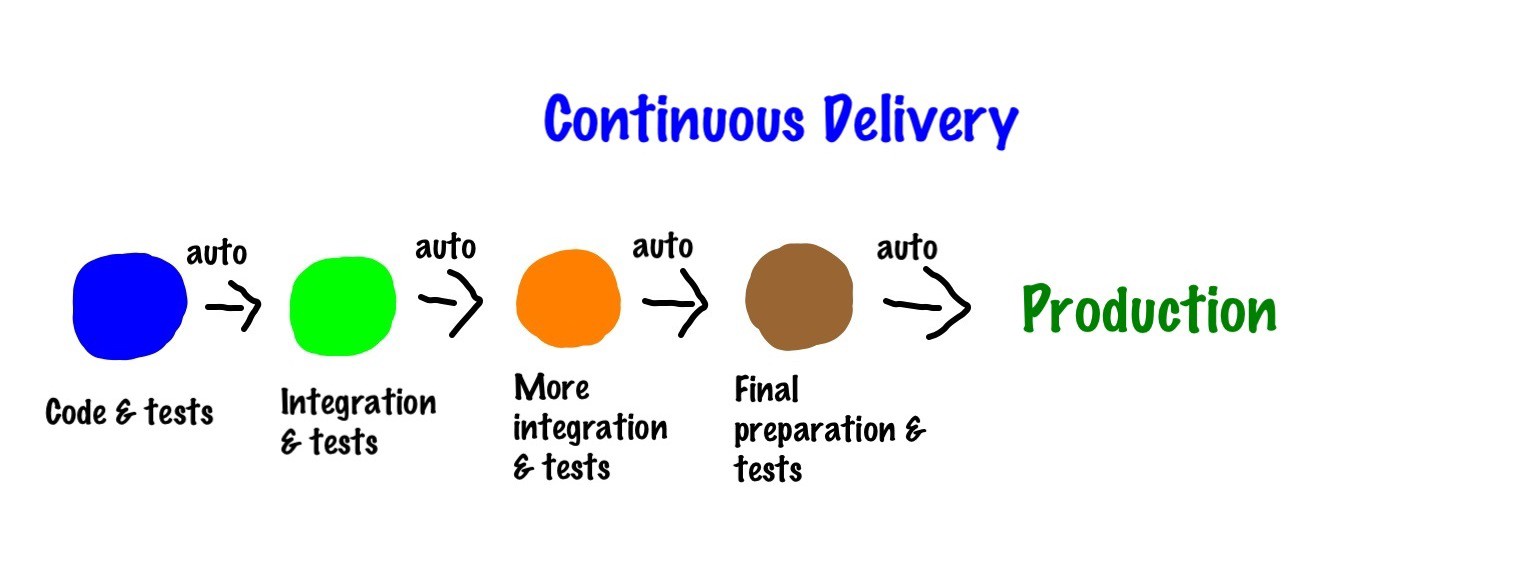 Continuous Delivery
auto
auto
auto
auto
Production
Code & tests
Integration
& tests
More
integration
& tests
Final
preparation &
tests